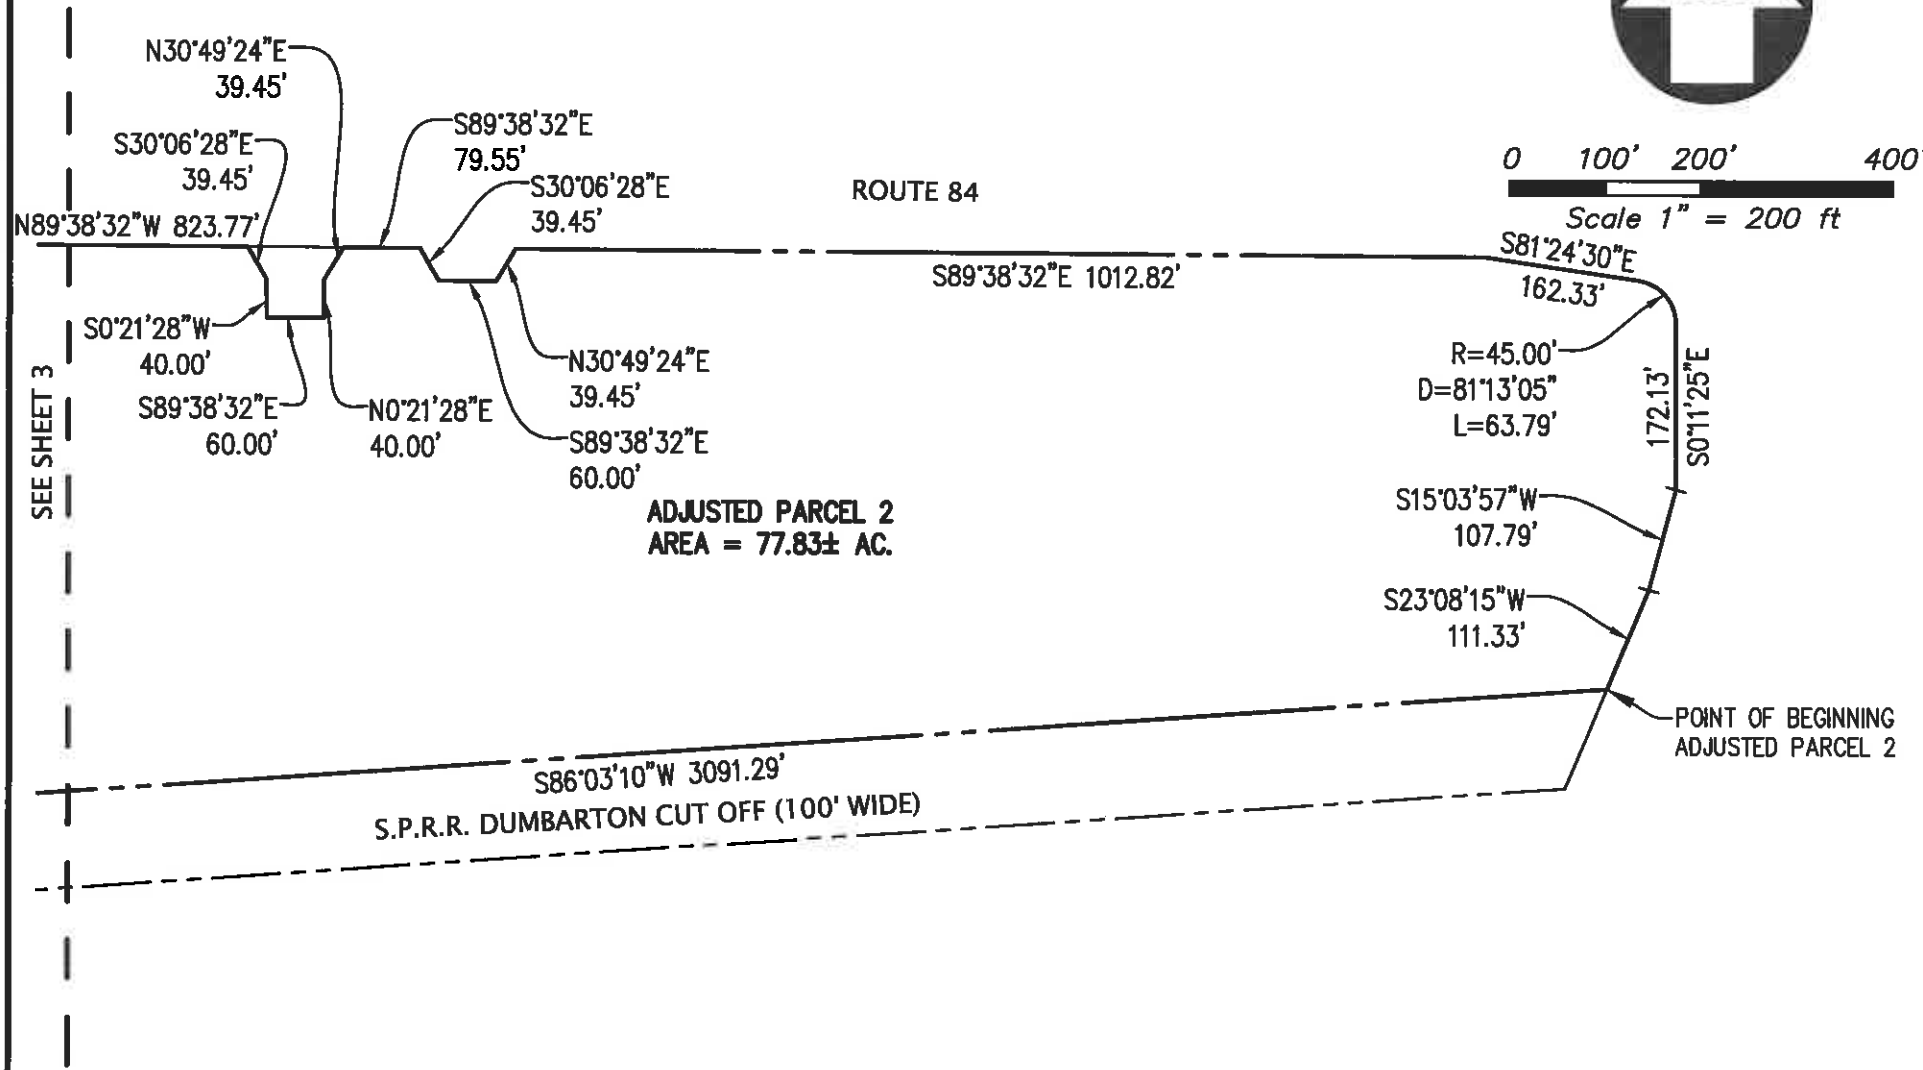 N30°49'24"E
39.45'
S30°06'28"E
39.45'
N89°38'32"W 823.77'
S89°38'32"E
79.55'
S30°06'28"E
39.45'
ROUTE 84
0 100' 200' 400'
Scale 1" = 200 ft
S81°24'30"E
162.33'
S89°38'32"E 1012.82'
S0°21'28"W
40.00'
S89°38'32"E
60.00'
N0°21'28"E
40.00'
N30°49'24"E
39.45'
S89°38'32"E
60.00'
R=45.00'
D=81°13'05"
L=63.79'
172.13'
S0°11'25"E
SEE SHEET 3
ADJUSTED PARCEL 2
AREA = 77.83± AC.
S15°03'57"W
107.79'
S23°08'15"W
111.33'
POINT OF BEGINNING
ADJUSTED PARCEL 2
S86°03'10"W 3091.29'
S.P.R.R. DUMBARTON CUT OFF (100' WIDE)